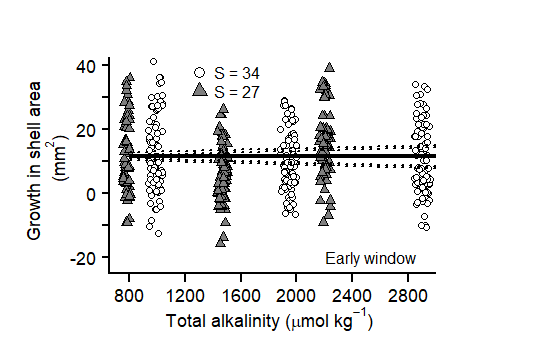 S = 34
S = 27
Growth in shell area
(mm²)
40
20
0
-20
Early window
800 1200 1600 2000 2400 2800
Total alkalinity (μmol kg⁻¹)